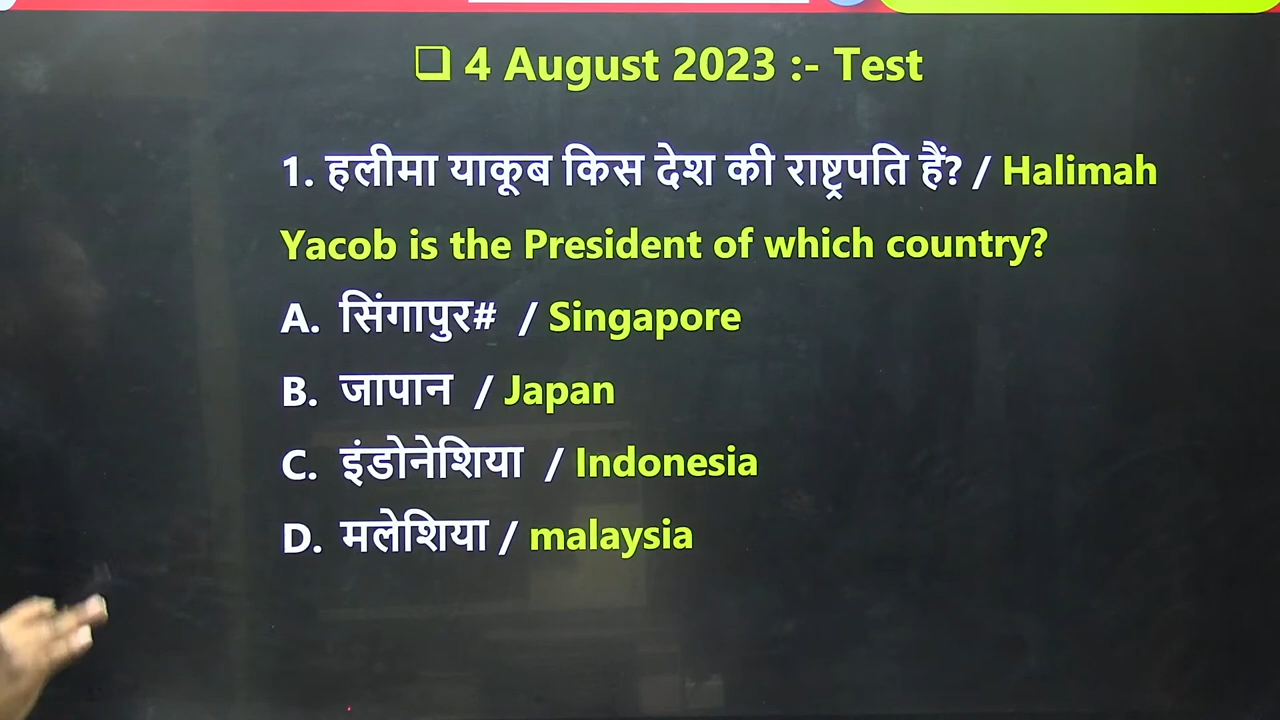 ❑ 4 August 2023 :- Test
1. हलीमा याकूब किस देश की राष्ट्रपति हैं? / Halimah
Yacob is the President of which country?
A. सिंगापुर# / Singapore
B. जापान / Japan
C. इंडोनेशिया / Indonesia
D. मलेशिया / malaysia